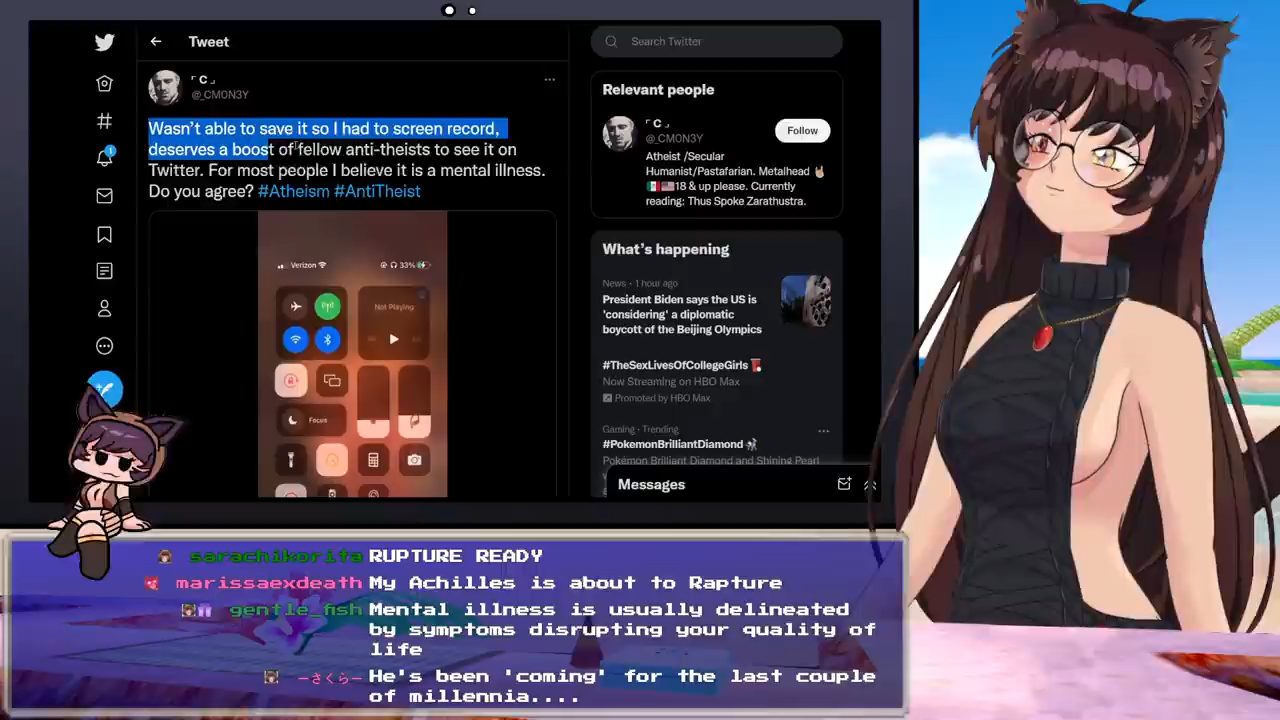 Tweet
「 C 」
@_CM0N3Y
Wasn't able to save it so I had to screen record,
deserves a boost of fellow anti-theists to see it on
Twitter. For most people I believe it is a mental illness.
Do you agree? #Atheism #AntiTheist
Verizon
33%
Not Playing
Focus
Search Twitter
Relevant people
「 C 」
@_CM0N3Y
Follow
Atheist /Secular
Humanist/Pastafarian. Metalhead 🤘🏼
🇲🇽🇺🇸18 & up please. Currently
reading: Thus Spoke Zarathustra.
What's happening
News · 1 hour ago
President Biden says the US is
'considering' a diplomatic
boycott of the Beijing Olympics
#TheSexLivesOfCollegeGirls
Now Streaming on HBO Max
Promoted by HBO Max
Gaming · Trending
#PokemonBrilliantDiamond
Pokémon Brilliant Diamond and Shining Pearl
Messages
1
sarachikorita RUPTURE READY
marissaexdeath My Achilles is about to Rapture
gentle_fish Mental illness is usually delineated
by symptoms disrupting your quality of
life
—さくら— He's been 'coming' for the last couple
of millennia....